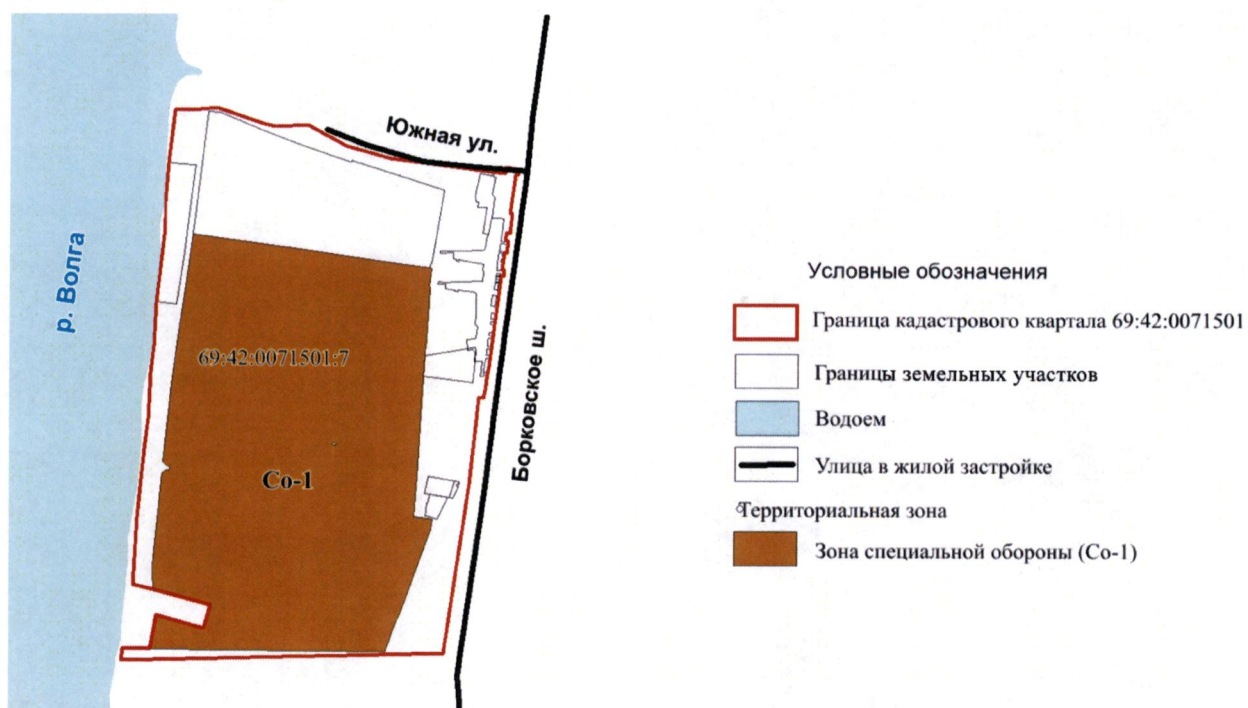 Южная ул.
р. Волга
69:42:0071501:7
Со-1
Борковское ш.
Условные обозначения
Граница кадастрового квартала 69:42:0071501
Границы земельных участков
Водоем
Улица в жилой застройке
Территориальная зона
Зона специальной обороны (Со-1)